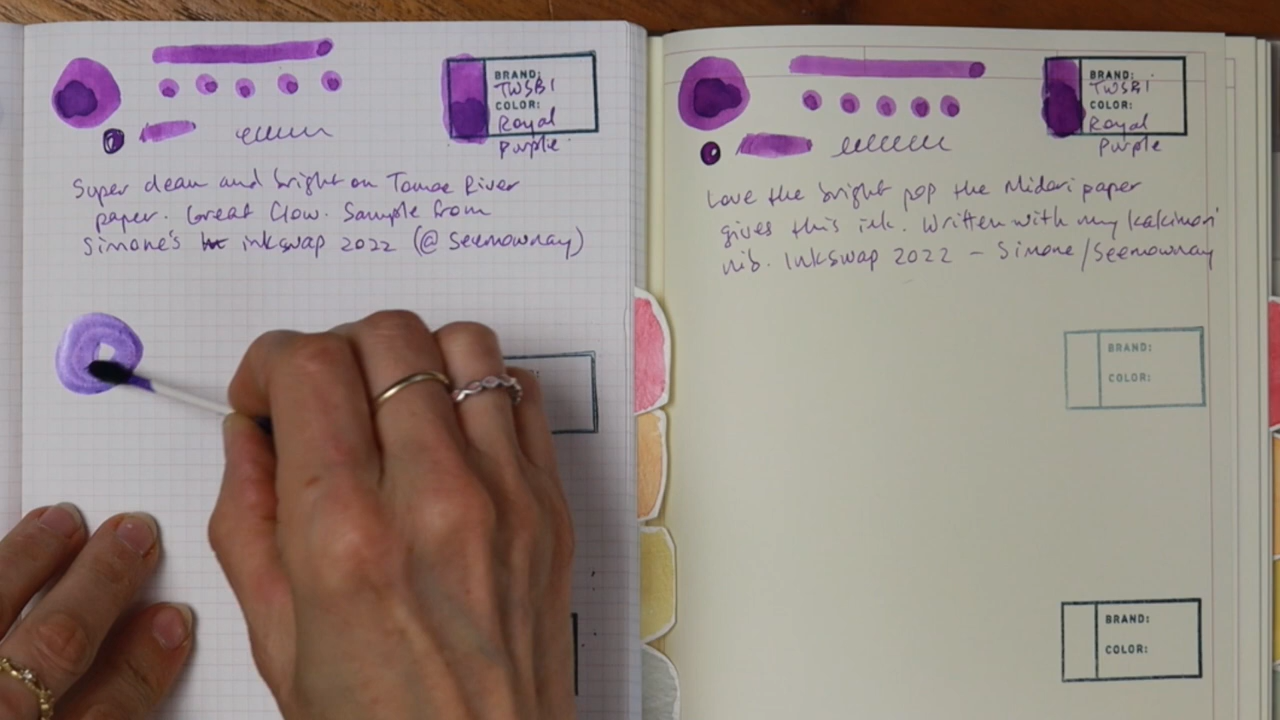 BRAND:
TWSBI
COLOR:
Royal
Purple
Super clean and bright on Tomoe River
paper. Great flow. Sample from
Simone's inkswap 2022 (@Seemownay)
BRAND:
TWSBI
COLOR:
Royal
Purple
Love the bright pop the Midori paper
gives this ink. Written with my Kakimori
nib. Inkswap 2022 – Simone/Seemownay
BRAND:
COLOR:
BRAND:
COLOR: